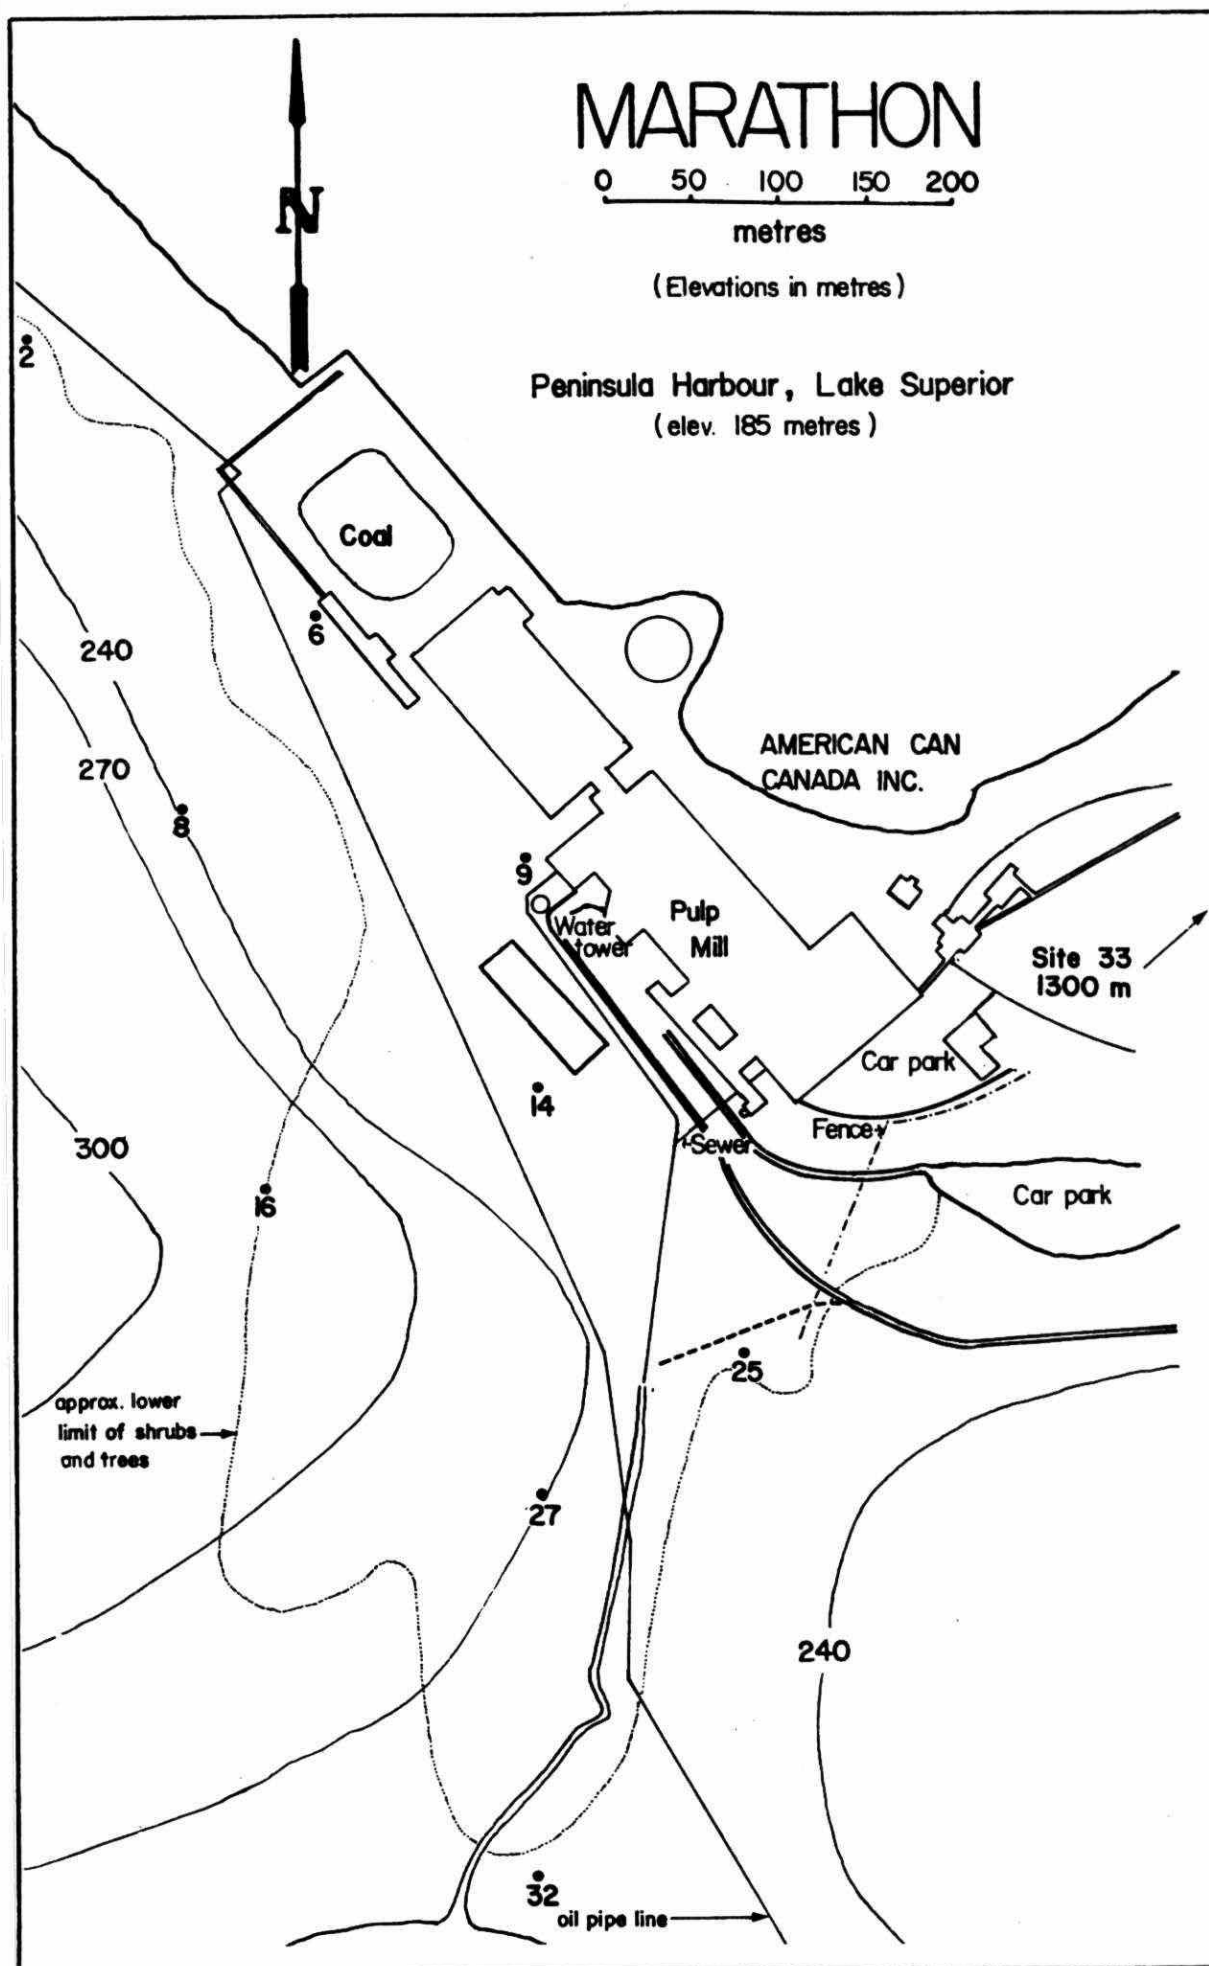 MARATHON
0 50 100 150 200
metres
(Elevations in metres)
N
Peninsula Harbour, Lake Superior
(elev. 185 metres)
2
Coal
6
240
270
8
AMERICAN CAN
CANADA INC.
9
Water
tower
Pulp
Mill
Site 33
1300 m
Car park
14
Fence
Sewer
300
16
Car park
25
approx. lower
limit of shrubs
and trees
27
240
32
oil pipe line